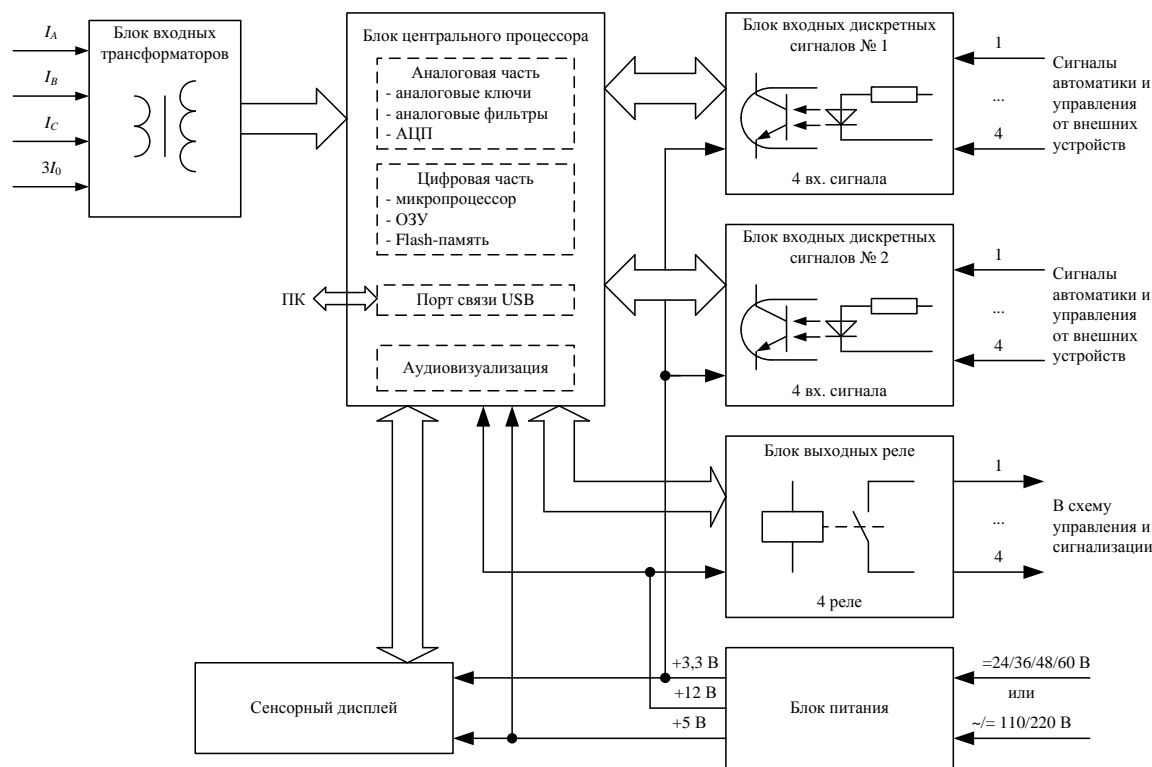 I_A
I_B
I_C
3I_0
Блок входных
трансформаторов
Блок центрального процессора
Аналоговая часть
- аналоговые ключи
- аналоговые фильтры
- АЦП
Цифровая часть
- микропроцессор
- ОЗУ
- Flash-память
ПК
Порт связи USB
Аудиовизуализация
Блок входных дискретных
сигналов № 1
4 вх. сигнала
1
...
4
Сигналы
автоматики и
управления
от внешних
устройств
Блок входных дискретных
сигналов № 2
4 вх. сигнала
1
...
4
Сигналы
автоматики и
управления
от внешних
устройств
Блок выходных реле
4 реле
1
...
4
В схему
управления и
сигнализации
Сенсорный дисплей
+3,3 В
+12 В
+5 В
Блок питания
=24/36/48/60 В
или
~/= 110/220 В